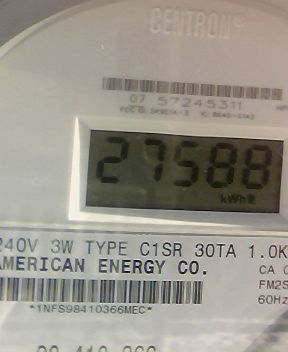 CENTRON®
07 57245311
27588
kWh
240V 3W TYPE C1SR 30TA 1.0K
AMERICAN ENERGY CO.
CA 0
FM2S
60Hz
*1NFS98410366MEC*